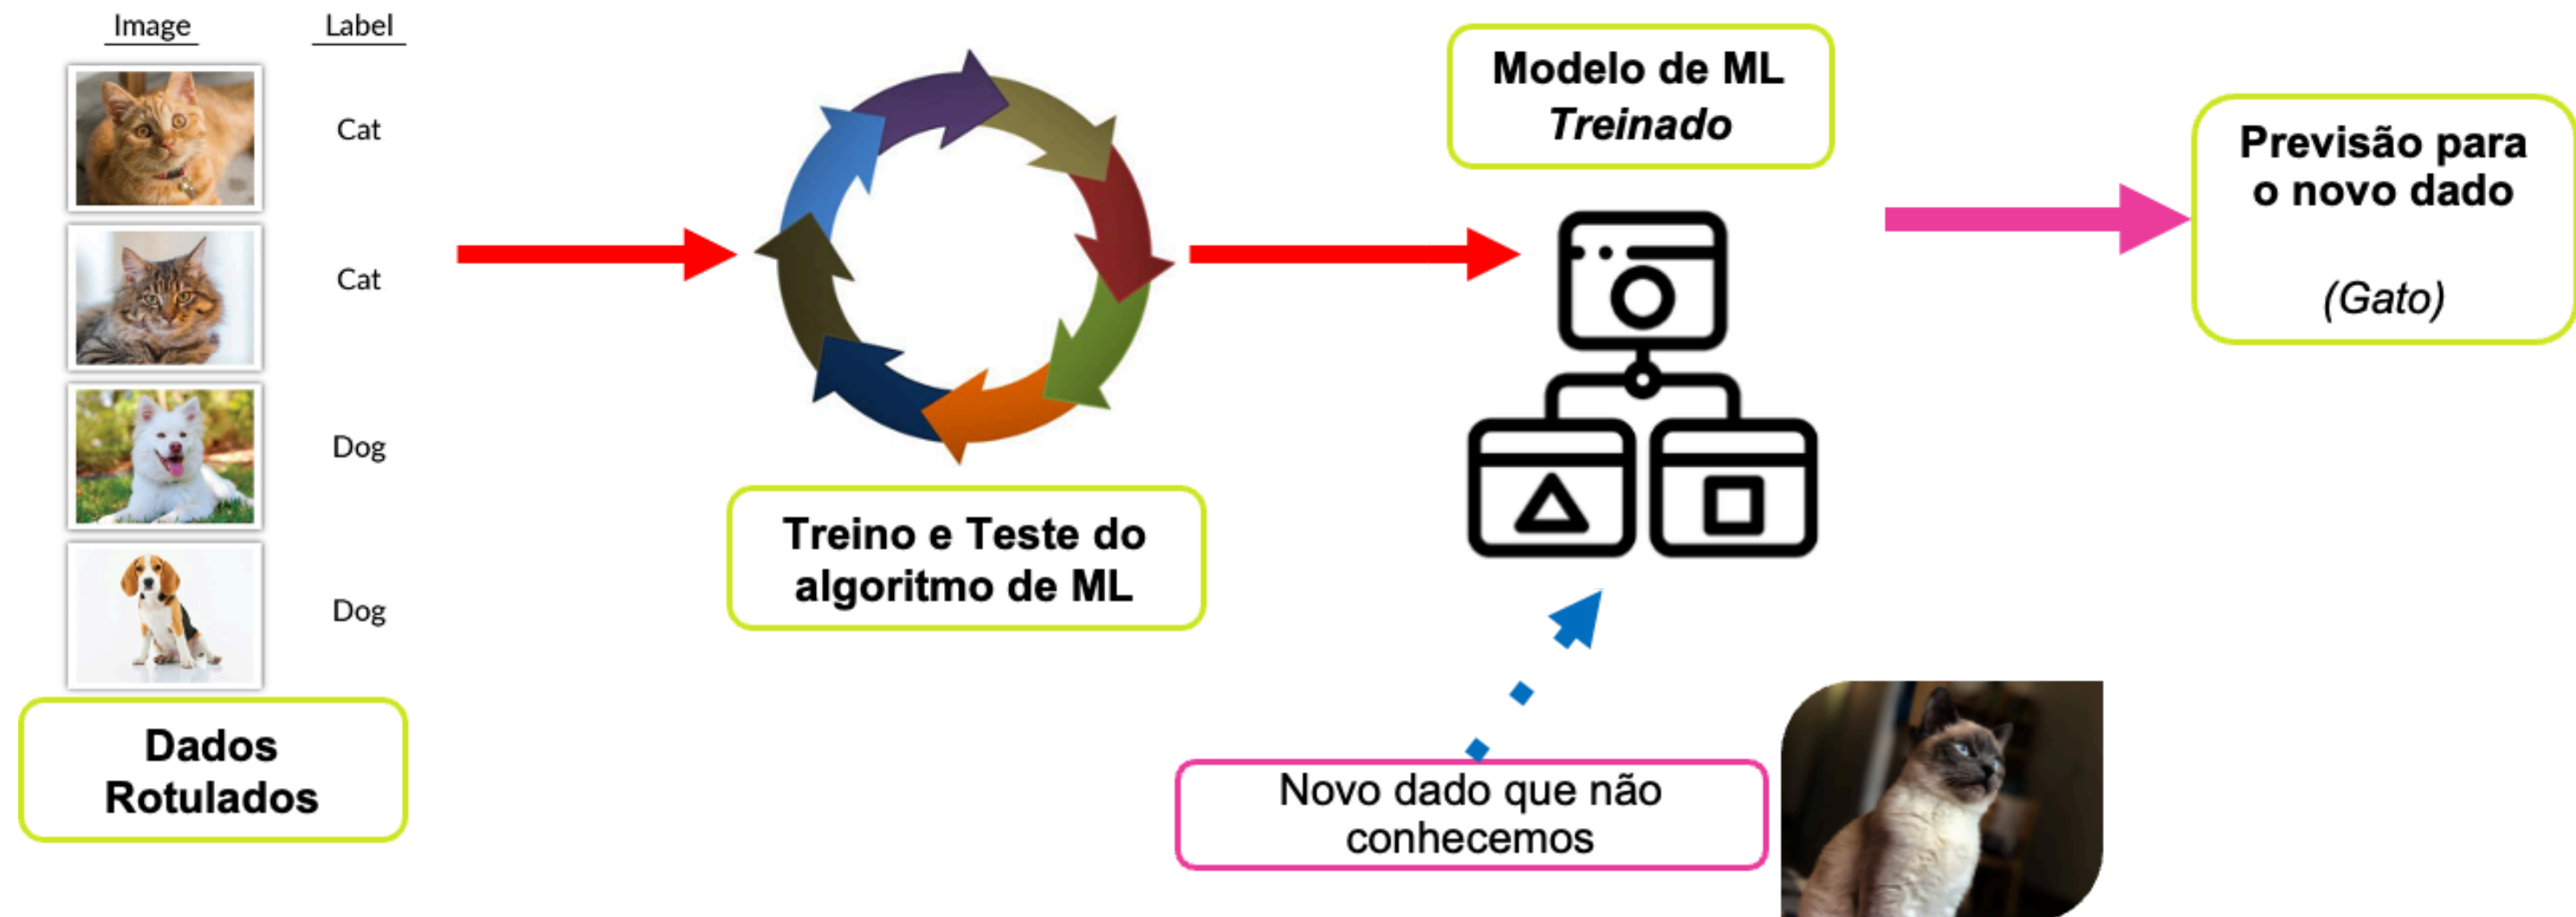 Image Label
Cat
Cat
Dog
Dog
Dados
Rotulados
Treino e Teste do
algoritmo de ML
Modelo de ML
Treinado
Novo dado que não
conhecemos
Previsão para
o novo dado
(Gato)